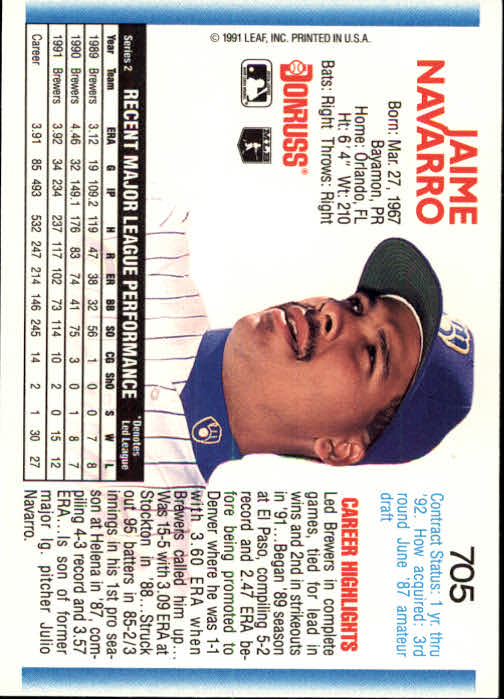 705
JAIME
NAVARRO
Born: Mar. 27, 1967
Bayamon, PR
Home: Orlando, FL
Ht: 6' 4" Wt: 210
Bats: Right Throws: Right
DONRUSS®
MLB
© 1991 LEAF, INC. PRINTED IN U.S.A.
Contract Status: 1 yr. thru
'92. How acquired: 3rd
round June '87 amateur
draft
CAREER HIGHLIGHTS
Led Brewers in complete
games, tied for lead in
wins and 2nd in strikeouts
in '91...Began '89 season
at El Paso, compiling 5-2
record and 2.47 ERA be-
fore being promoted to
Denver where he was 1-1
with 3.60 ERA when
Brewers called him up...
Was 15-5 with 3.09 ERA at
Stockton in '88...Struck
out 95 batters in 85-2/3
innings in his 1st pro sea-
son at Helena in '87, com-
piling 4-3 record and 3.57
ERA...Is son of former
major lg. pitcher Julio
Navarro.
Series 2 RECENT MAJOR LEAGUE PERFORMANCE *Denotes Led League
Year Team ERA G IP H R ER BB SO CG ShO S W L
1989 Brewers 3.12 19 109.2 119 47 38 32 56 1 0 0 7 8
1990 Brewers 4.46 32 149.1 176 83 74 41 75 3 0 1 8 7
1991 Brewers 3.92 34 234 237 117 102 73 114 10 2 0 15 12
Career 3.91 85 493 532 247 214 146 245 14 2 1 30 27